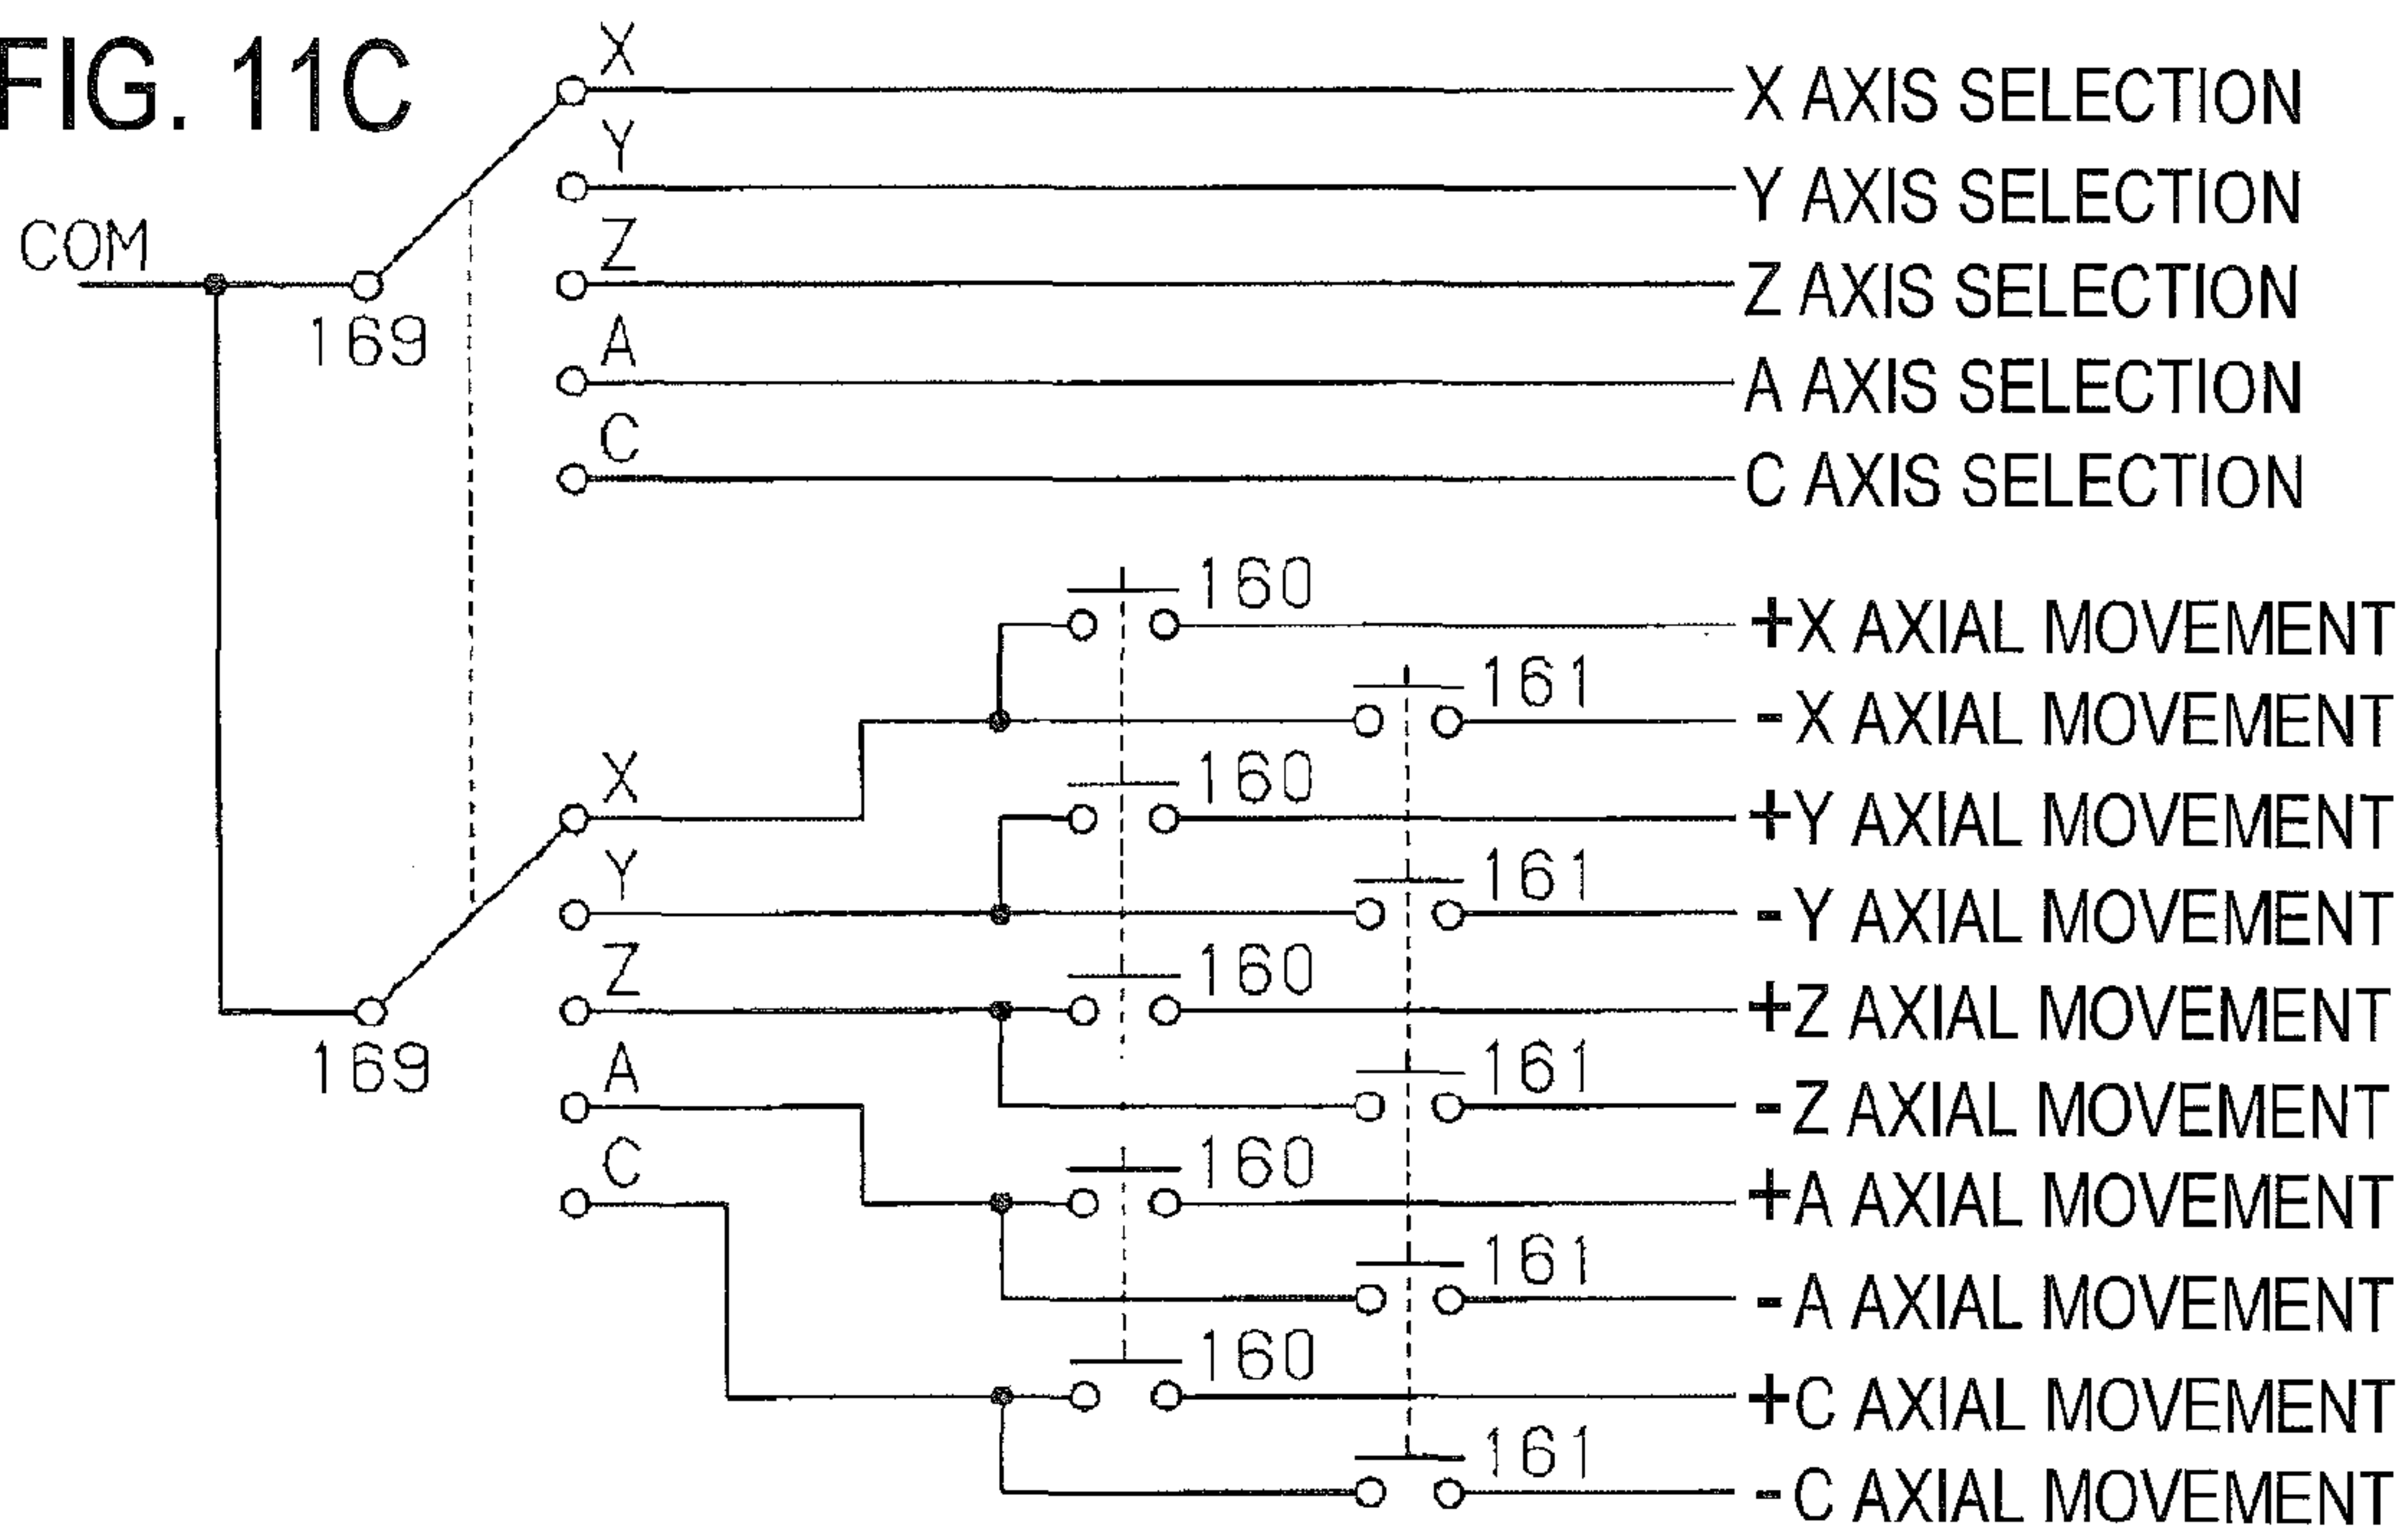 FIG. 11C
X
X AXIS SELECTION
Y
Y AXIS SELECTION
COM
Z
Z AXIS SELECTION
169
A
A AXIS SELECTION
C
C AXIS SELECTION
160
+X AXIAL MOVEMENT
161
-X AXIAL MOVEMENT
X
160
+Y AXIAL MOVEMENT
Y
161
-Y AXIAL MOVEMENT
Z
160
+Z AXIAL MOVEMENT
169
A
161
-Z AXIAL MOVEMENT
C
160
+A AXIAL MOVEMENT
161
-A AXIAL MOVEMENT
160
+C AXIAL MOVEMENT
161
-C AXIAL MOVEMENT